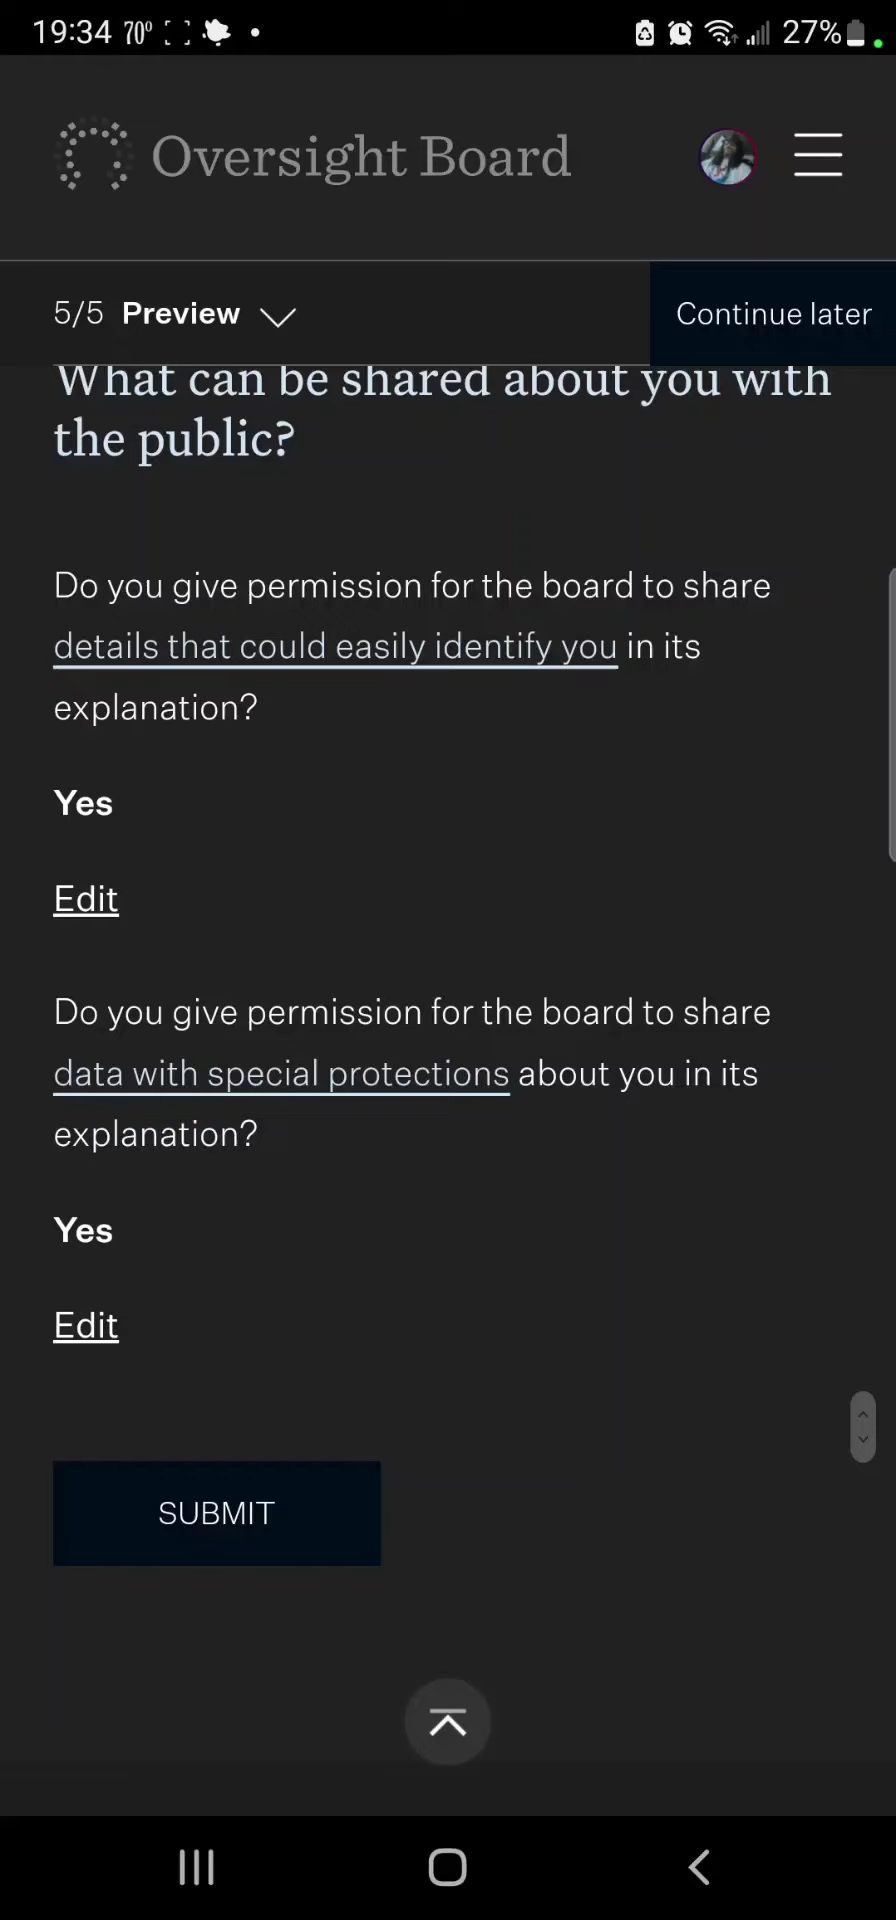 19:34 70° 27%
Oversight Board
5/5 Preview Continue later
What can be shared about you with
the public?
Do you give permission for the board to share
details that could easily identify you in its
explanation?
Yes
Edit
Do you give permission for the board to share
data with special protections about you in its
explanation?
Yes
Edit
SUBMIT